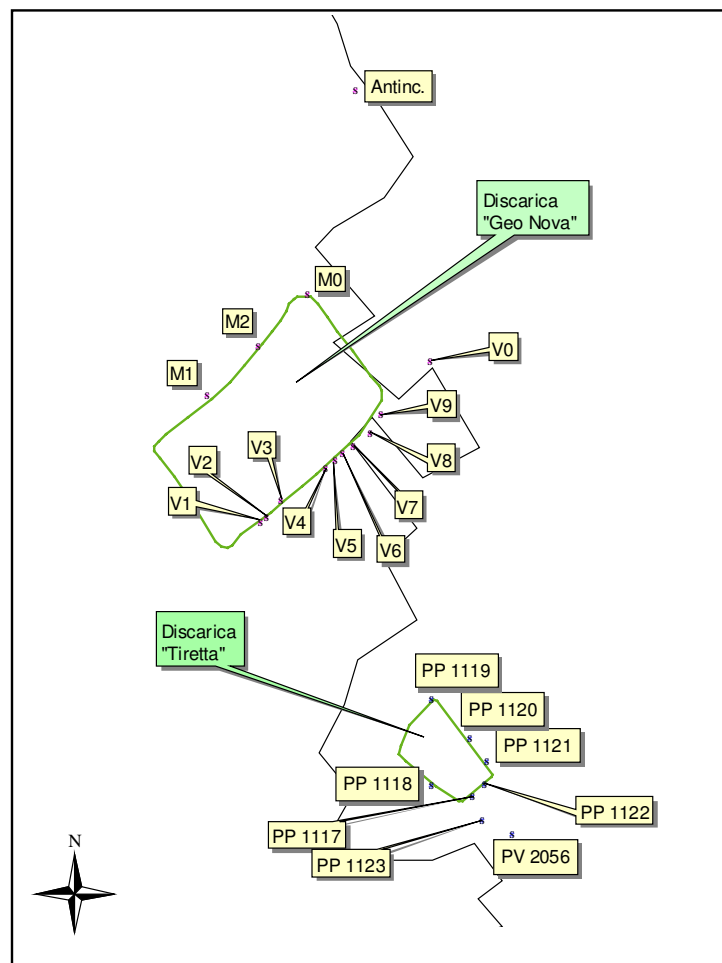 Antinc.
Discarica
"Geo Nova"
M0
M2
V0
M1
V9
V3
V8
V2
V1
V7
V4
V5
V6
Discarica
"Tiretta"
PP 1119
PP 1120
PP 1121
PP 1118
PP 1122
PP 1117
PP 1123
PV 2056
N